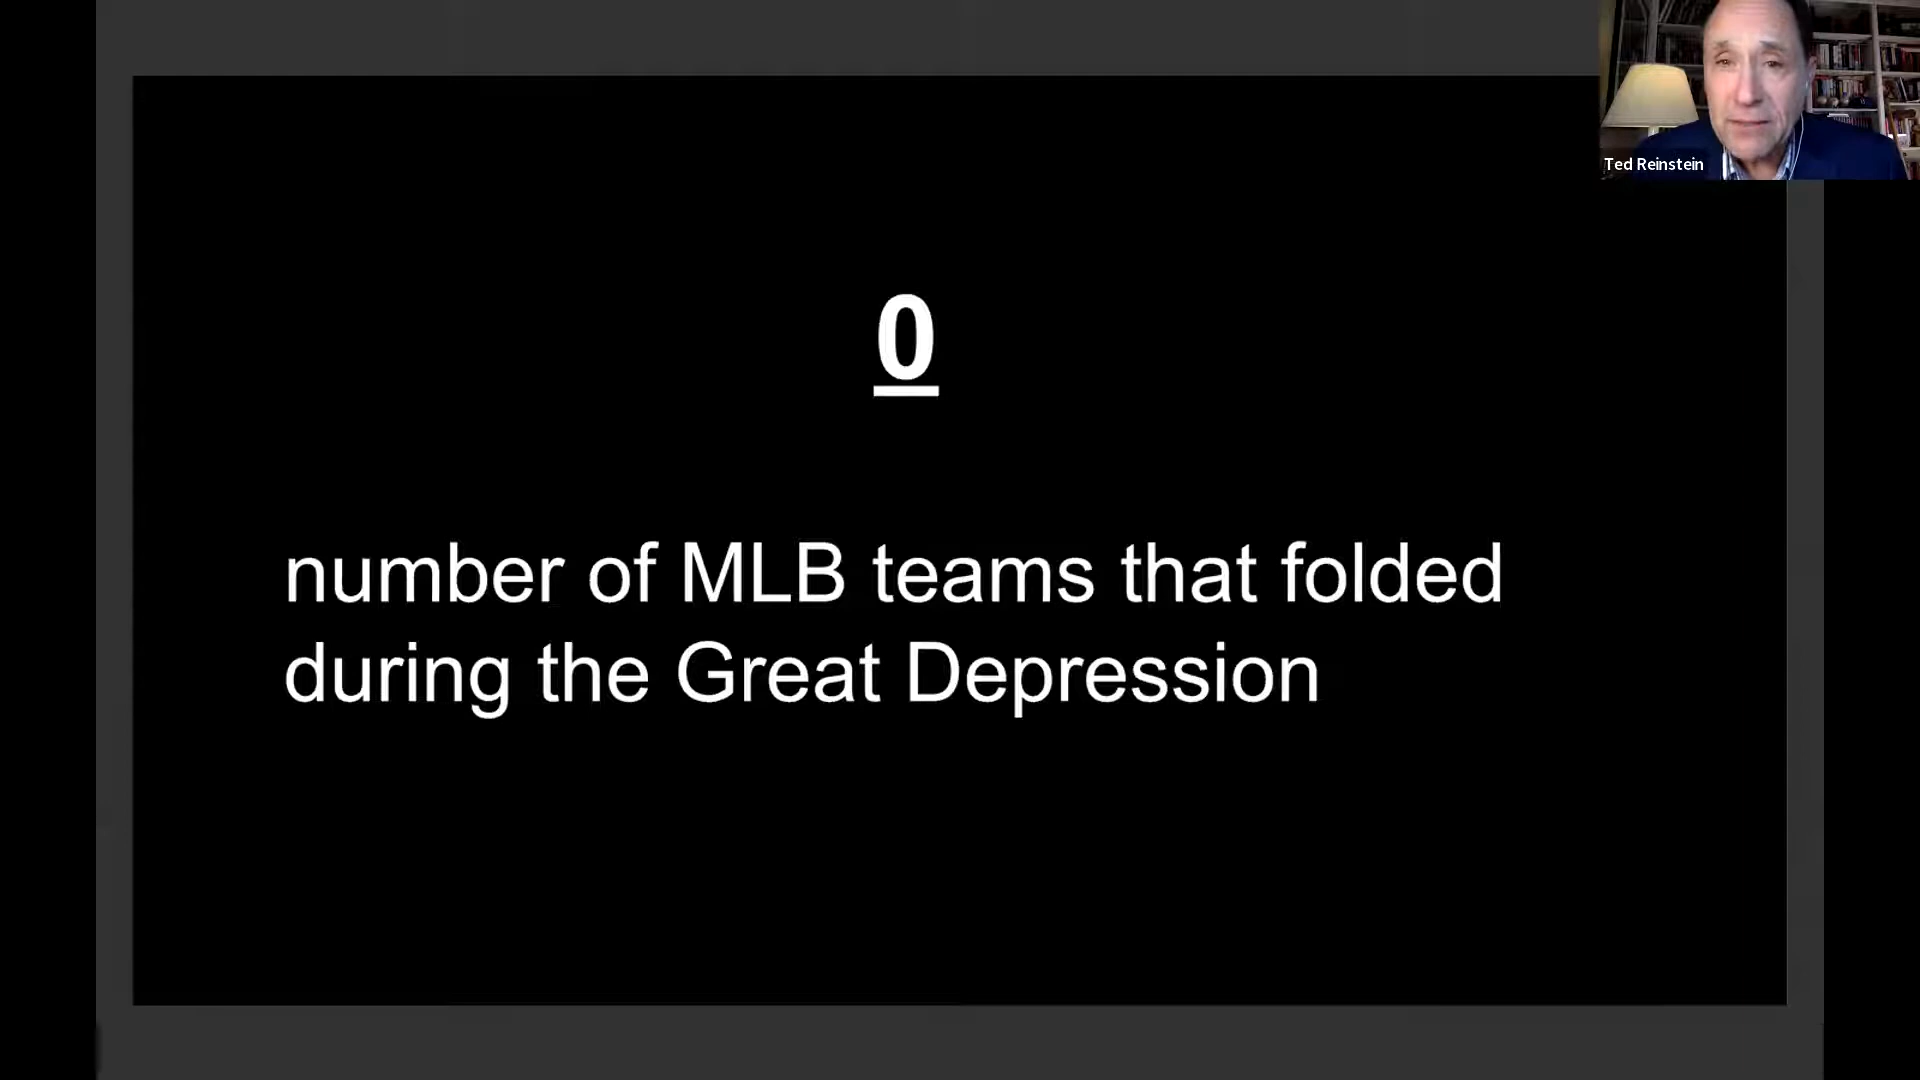 Ted Reinstein
0
number of MLB teams that folded
during the Great Depression